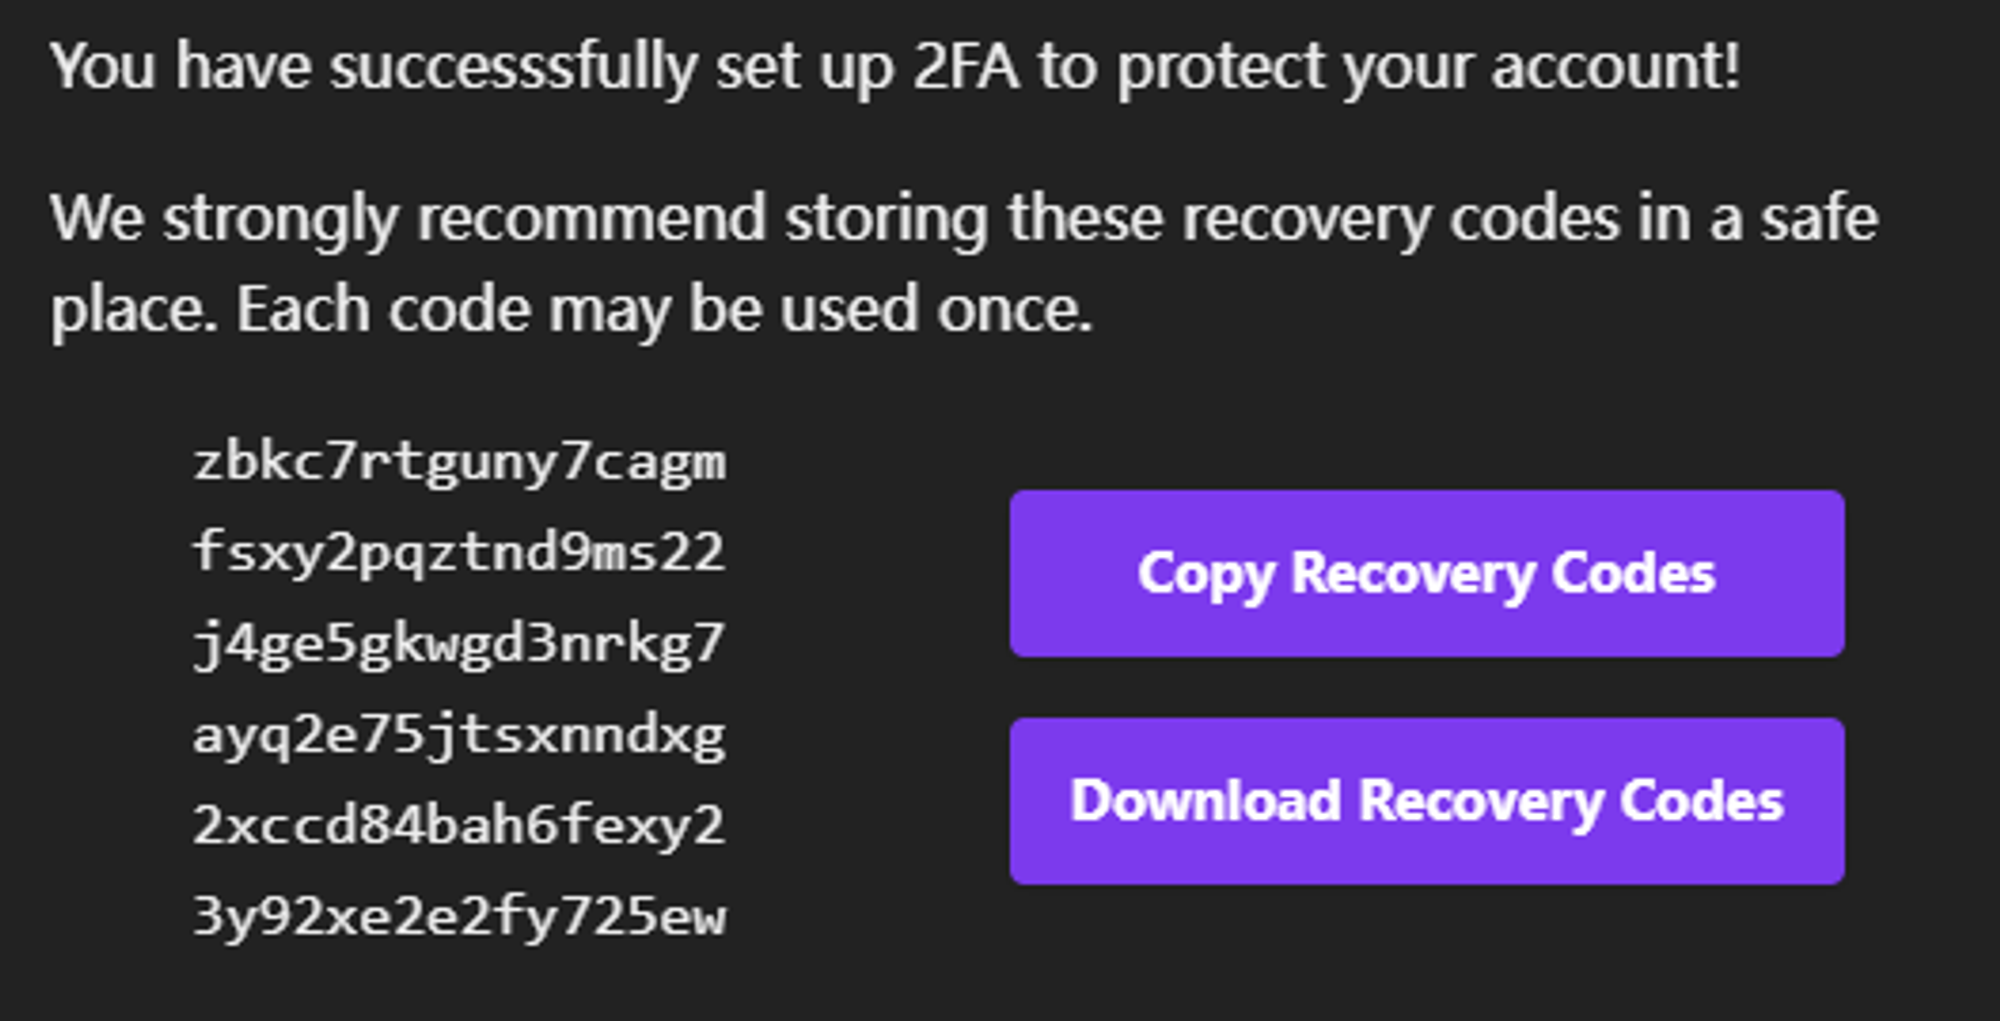 You have successsfully set up 2FA to protect your account!
We strongly recommend storing these recovery codes in a safe
place. Each code may be used once.
zbkc7rtguny7cagm
fsxy2pqztnd9ms22
j4ge5gkwgd3nrkg7
ayq2e75jtsxnndxg
2xccd84bah6fexy2
3y92xe2e2fy725ew
Copy Recovery Codes
Download Recovery Codes